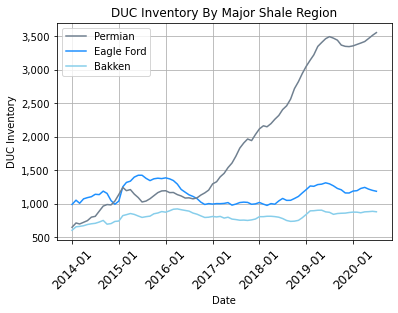 DUC Inventory By Major Shale Region
Permian
Eagle Ford
Bakken
DUC Inventory
3,500
3,000
2,500
2,000
1,500
1,000
500
2014-01
2015-01
2016-01
2017-01
2018-01
2019-01
2020-01
Date